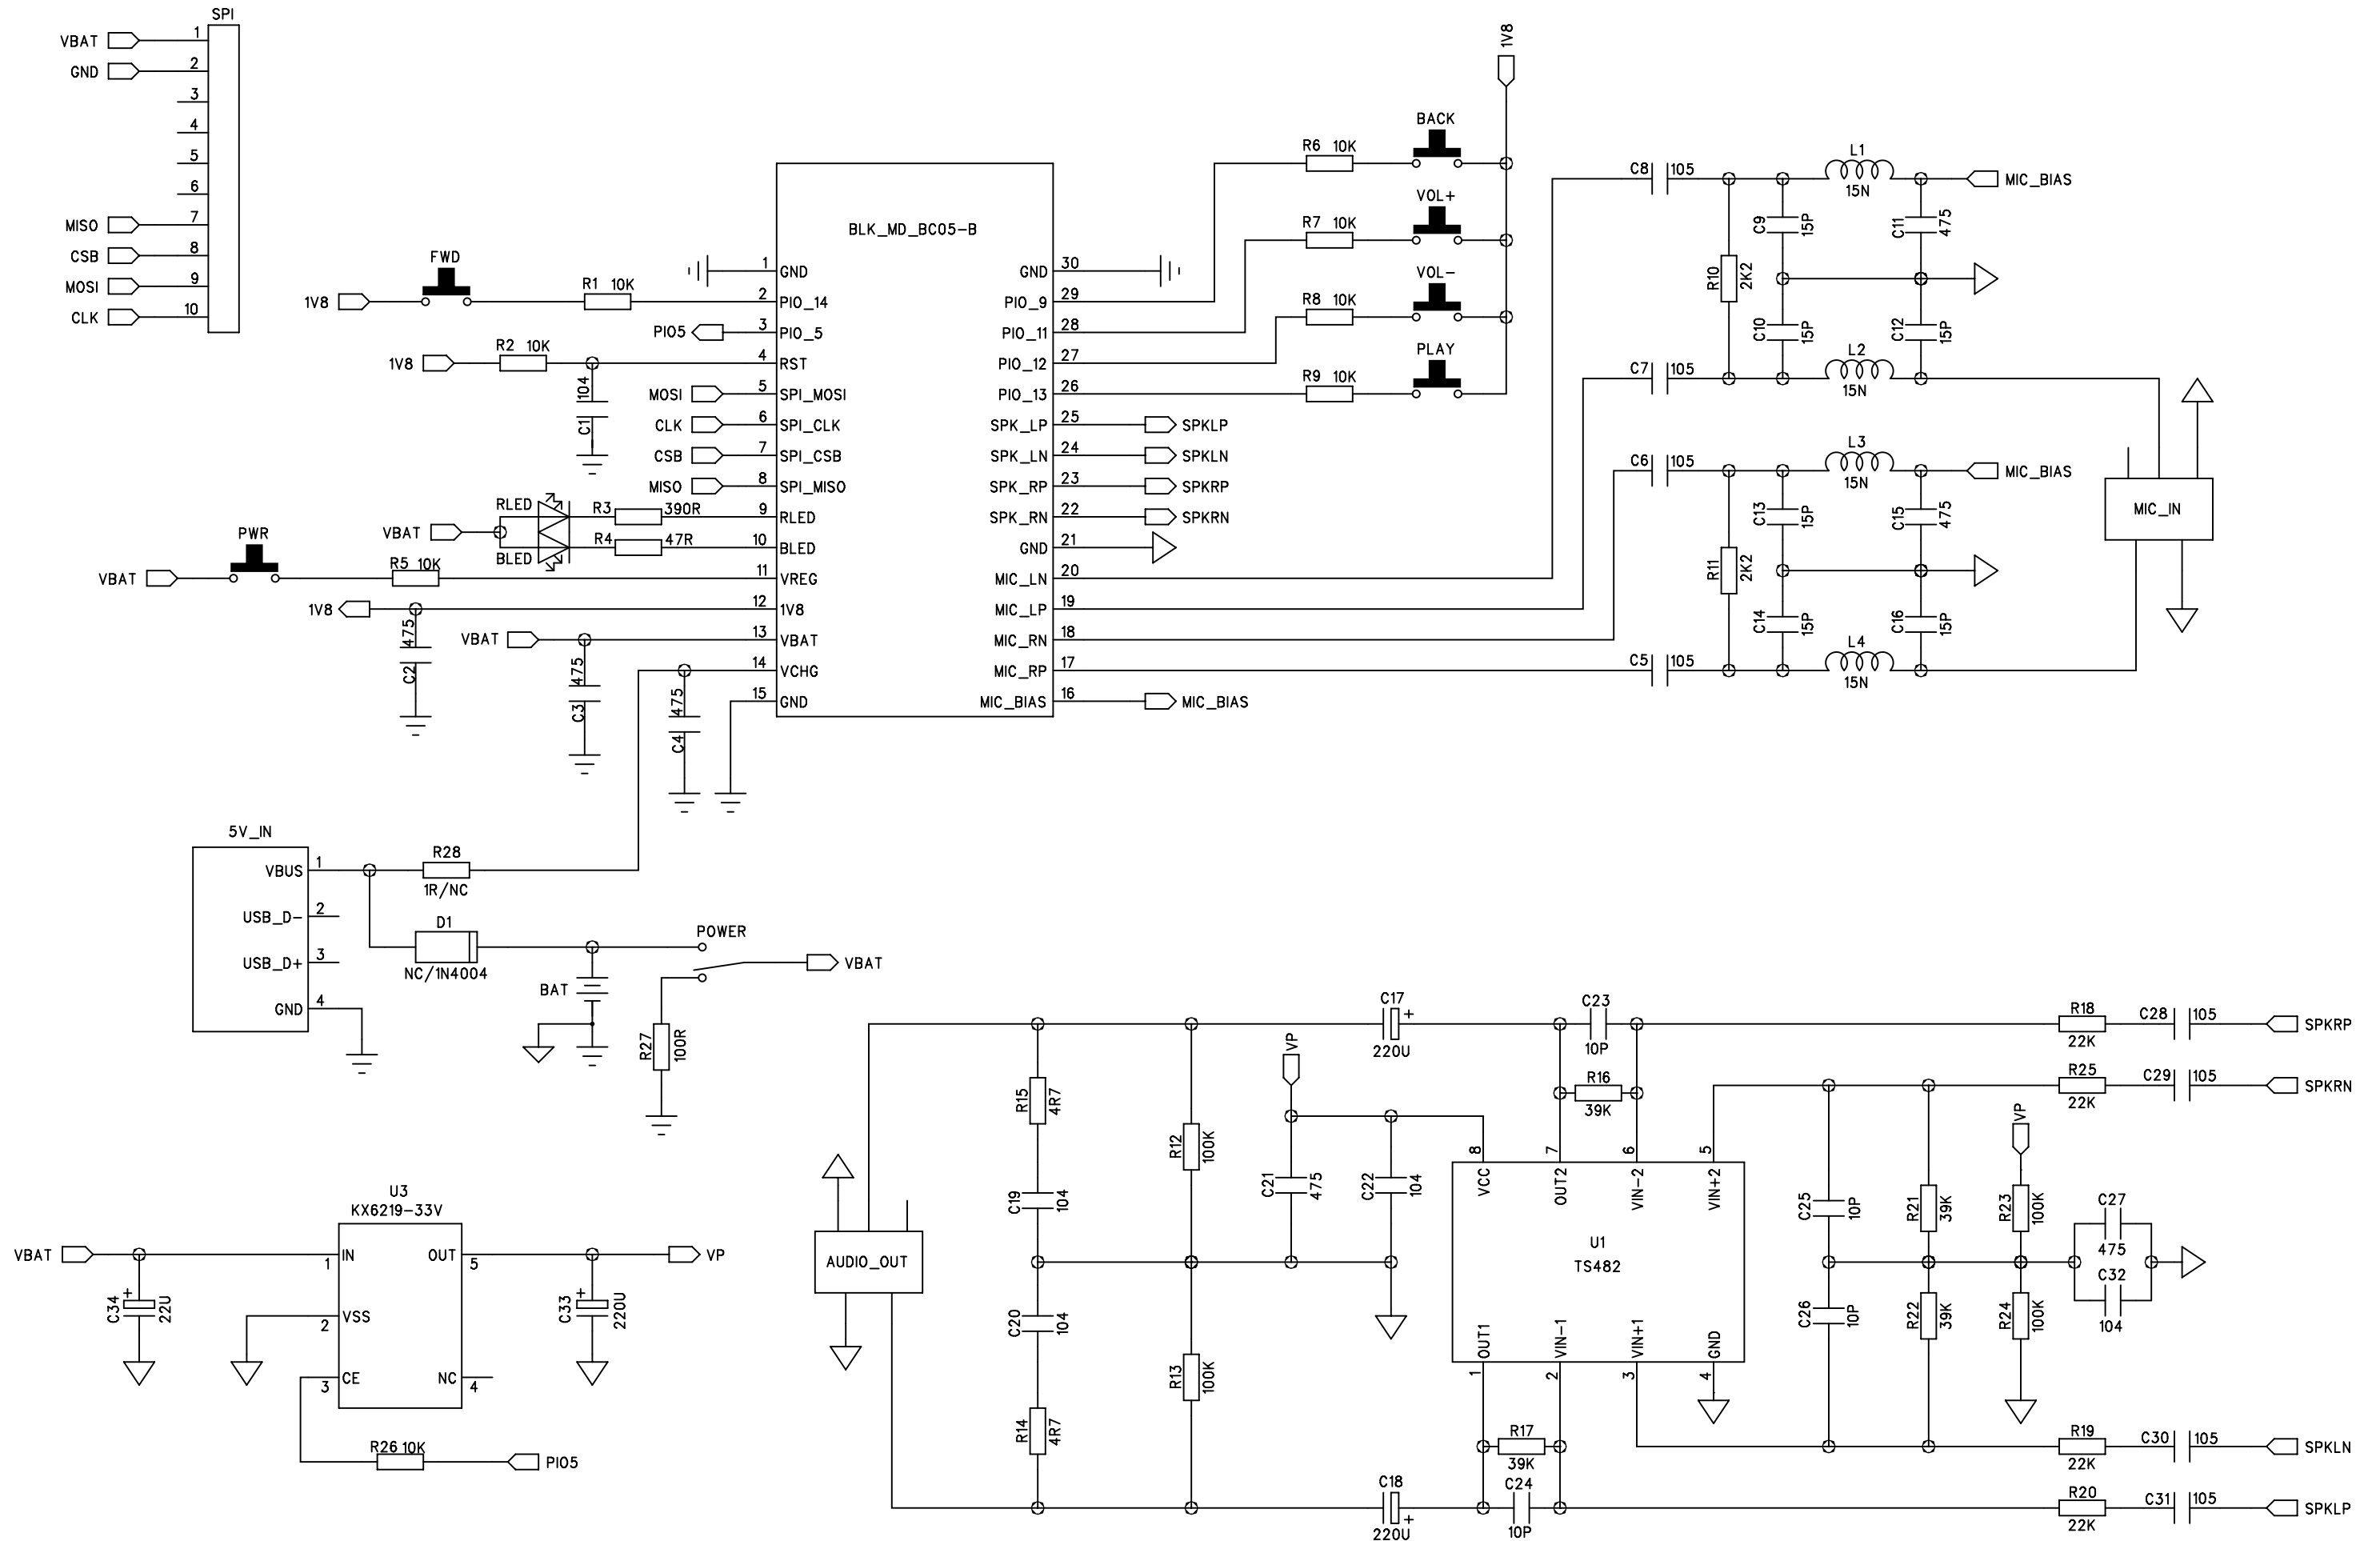 SPI
VBAT 1
GND 2
3
4
5
6
MISO 7
CSB 8
MOSI 9
CLK 10
1V8
BACK
R6 10K
VOL+
R7 10K
VOL-
R8 10K
PLAY
R9 10K
BLK_MD_BC05-B
1 GND
2 PIO_14
3 PIO_5
4 RST
5 SPI_MOSI
6 SPI_CLK
7 SPI_CSB
8 SPI_MISO
9 RLED
10 BLED
11 VREG
12 1V8
13 VBAT
14 VCHG
15 GND
GND 30
PIO_9 29
PIO_11 28
PIO_12 27
PIO_13 26
SPK_LP 25
SPK_LN 24
SPK_RP 23
SPK_RN 22
GND 21
MIC_LN 20
MIC_LP 19
MIC_RN 18
MIC_RP 17
MIC_BIAS 16
FWD
1V8
R1 10K
PIO5
1V8
R2 10K
C1 104
MOSI
CLK
CSB
MISO
VBAT
RLED
BLED
R3 390R
R4 47R
PWR
VBAT
R5 10K
1V8
C2 475
VBAT
C3 475
C4 475
SPKLP
SPKLN
SPKRP
SPKRN
MIC_BIAS
C8 105
L1
15N
MIC_BIAS
C9 15P
C11 475
R10 2K2
C10 15P
C12 15P
C7 105
L2
15N
C6 105
L3
15N
MIC_BIAS
C13 15P
C15 475
R11 2K2
C14 15P
C16 15P
C5 105
L4
15N
MIC_IN
5V_IN
VBUS 1
USB_D- 2
USB_D+ 3
GND 4
R28
1R/NC
D1
NC/1N4004
BAT
POWER
VBAT
R27 100R
U3
KX6219-33V
VBAT
IN 1
VSS 2
CE 3
OUT 5
NC 4
VP
C34 + 22U
C33 + 220U
R26 10K
PIO5
AUDIO_OUT
R15 4R7
C19 104
C20 104
R14 4R7
R12 100K
R13 100K
C17 +
220U
VP
C21 475
C22 104
C23
10P
R16
39K
8 VCC
7 OUT2
6 VIN-2
5 VIN+2
U1
TS482
OUT1 1
VIN-1 2
VIN+1 3
GND 4
R17
39K
C18 +
220U
C24
10P
C25 10P
C26 10P
R21 39K
R22 39K
VP
R23 100K
R24 100K
C27
475
C32
104
R18
22K
C28 105
SPKRP
R25
22K
C29 105
SPKRN
R19
22K
C30 105
SPKLN
R20
22K
C31 105
SPKLP